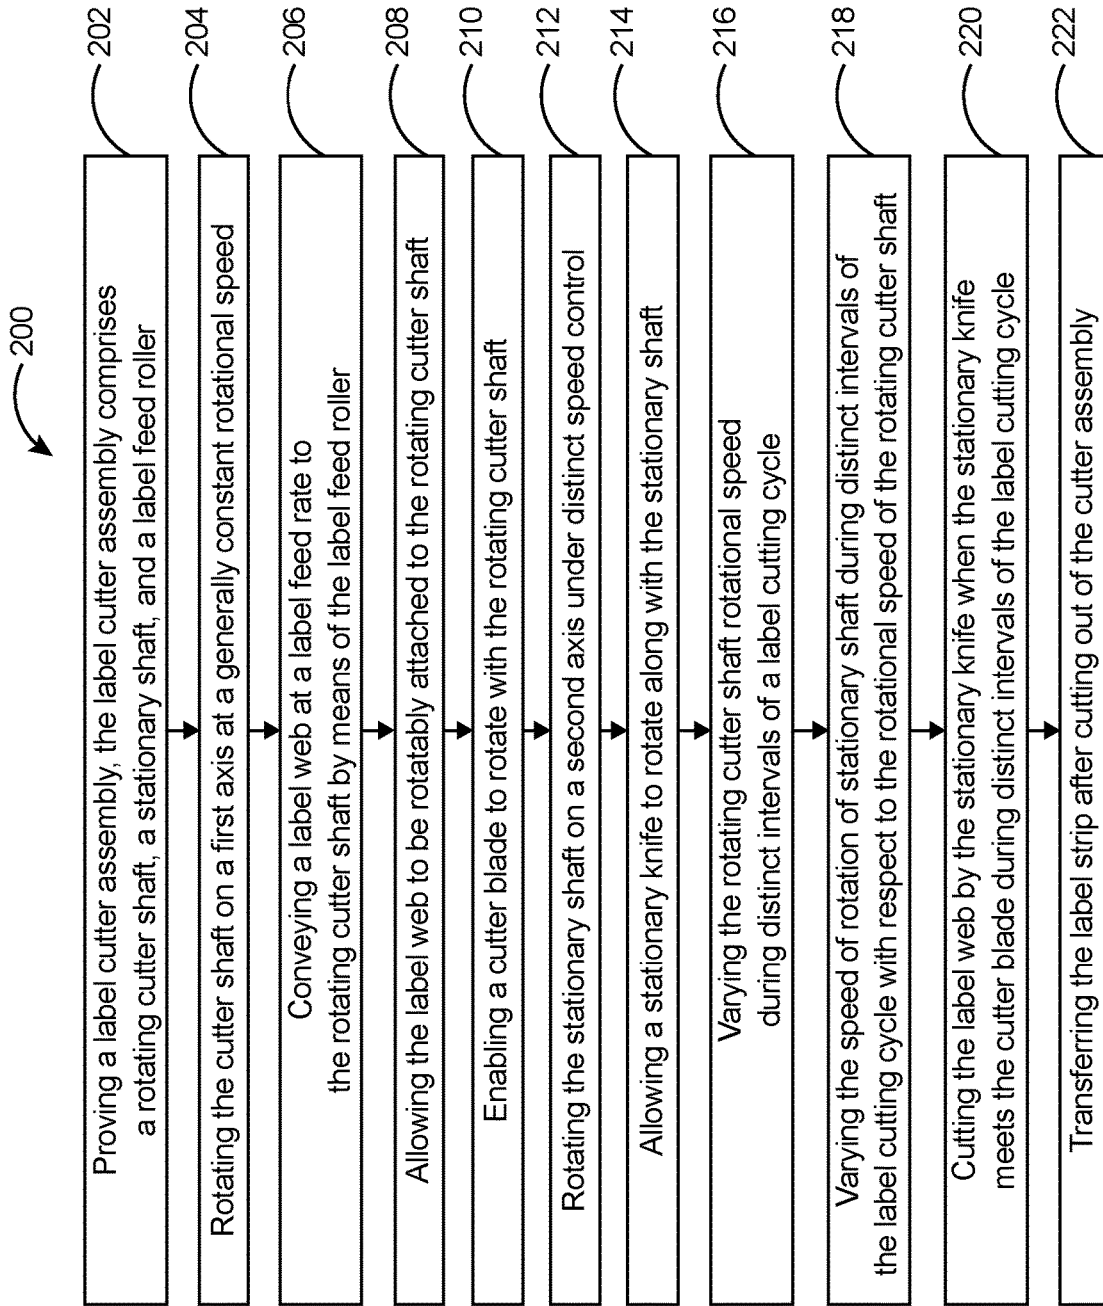 200
Proving a label cutter assembly, the label cutter assembly comprises
a rotating cutter shaft, a stationary shaft, and a label feed roller
202
Rotating the cutter shaft on a first axis at a generally constant rotational speed
204
Conveying a label web at a label feed rate to
the rotating cutter shaft by means of the label feed roller
206
Allowing the label web to be rotatably attached to the rotating cutter shaft
208
Enabling a cutter blade to rotate with the rotating cutter shaft
210
Rotating the stationary shaft on a second axis under distinct speed control
212
Allowing a stationary knife to rotate along with the stationary shaft
214
Varying the rotating cutter shaft rotational speed
during distinct intervals of a label cutting cycle
216
Varying the speed of rotation of stationary shaft during distinct intervals of
the label cutting cycle with respect to the rotational speed of the rotating cutter shaft
218
Cutting the label web by the stationary knife when the stationary knife
meets the cutter blade during distinct intervals of the label cutting cycle
220
Transferring the label strip after cutting out of the cutter assembly
222